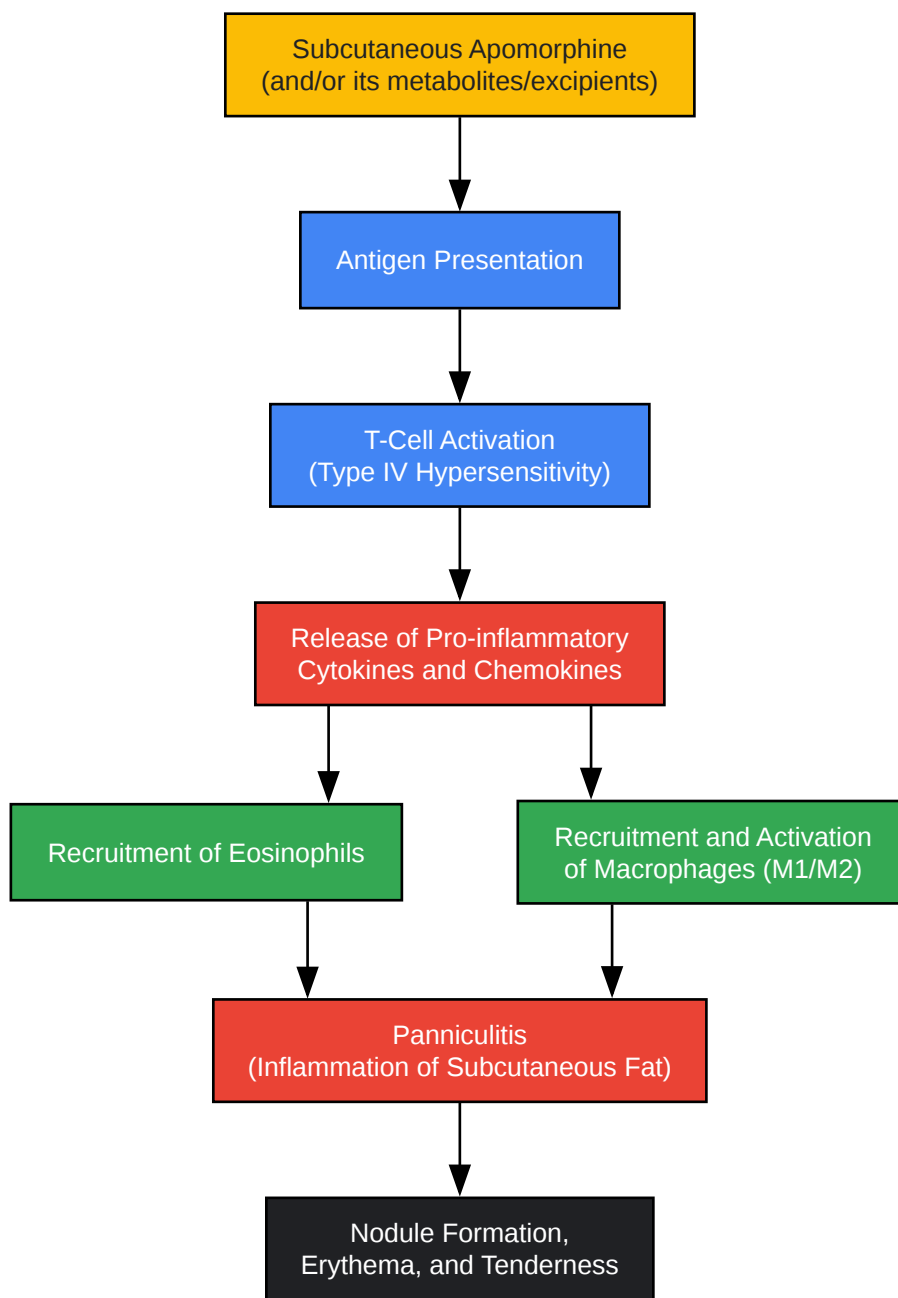 Subcutaneous Apomorphine
(and/or its metabolites/excipients)
Antigen Presentation
T-Cell Activation
(Type IV Hypersensitivity)
Release of Pro-inflammatory
Cytokines and Chemokines
Recruitment of Eosinophils
Recruitment and Activation
of Macrophages (M1/M2)
Panniculitis
(Inflammation of Subcutaneous Fat)
Nodule Formation,
Erythema, and Tenderness